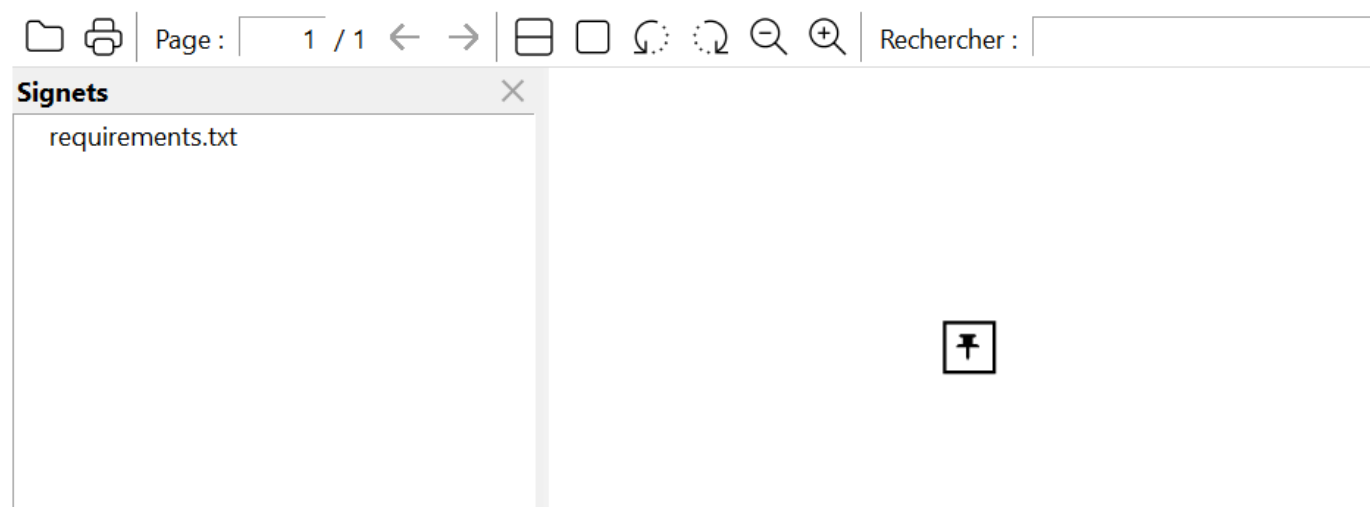 Page : 1 / 1 Rechercher :
Signets
requirements.txt